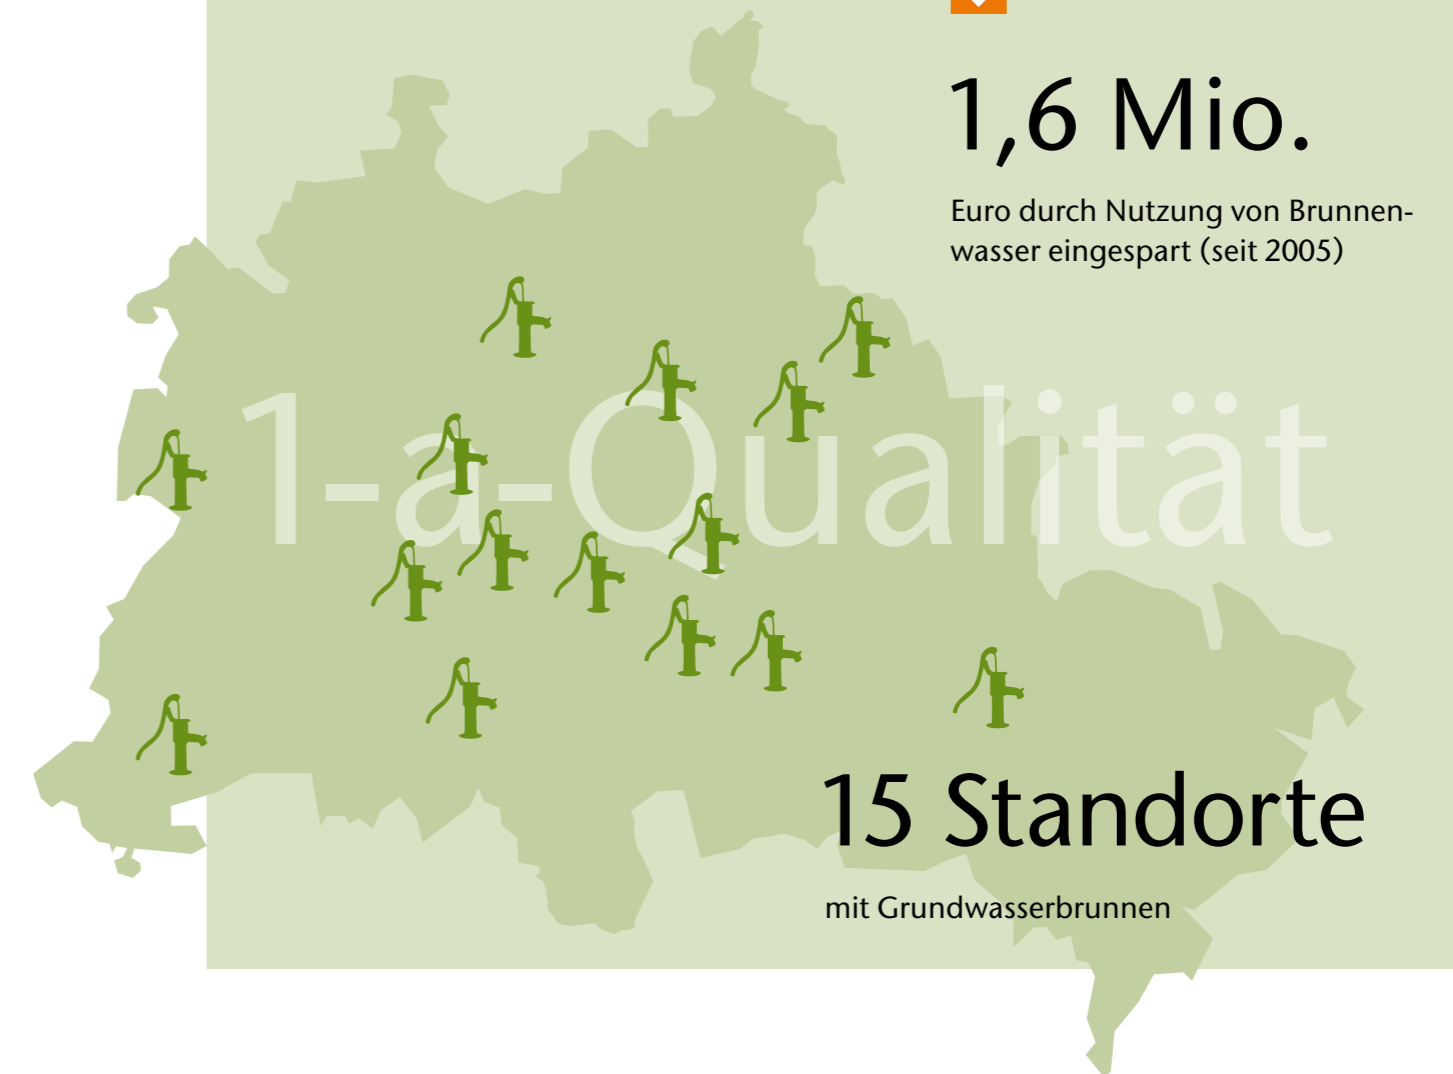 1,6 Mio.
Euro durch Nutzung von Brunnen-
wasser eingespart (seit 2005)
1-a-Qualität
15 Standorte
mit Grundwasserbrunnen